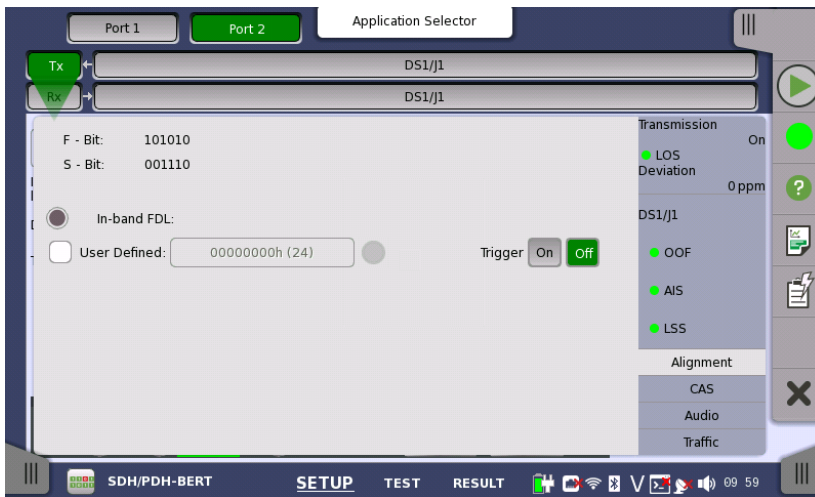 Port 1
Port 2
Application Selector
Tx
DS1/J1
Rx
DS1/J1
F - Bit: 101010
S - Bit: 001110
In-band FDL:
User Defined: 00000000h (24)
Trigger On Off
Transmission
On
LOS
Deviation
0 ppm
DS1/J1
OOF
AIS
LSS
Alignment
CAS
Audio
Traffic
SDH/PDH-BERT SETUP TEST RESULT 09 59